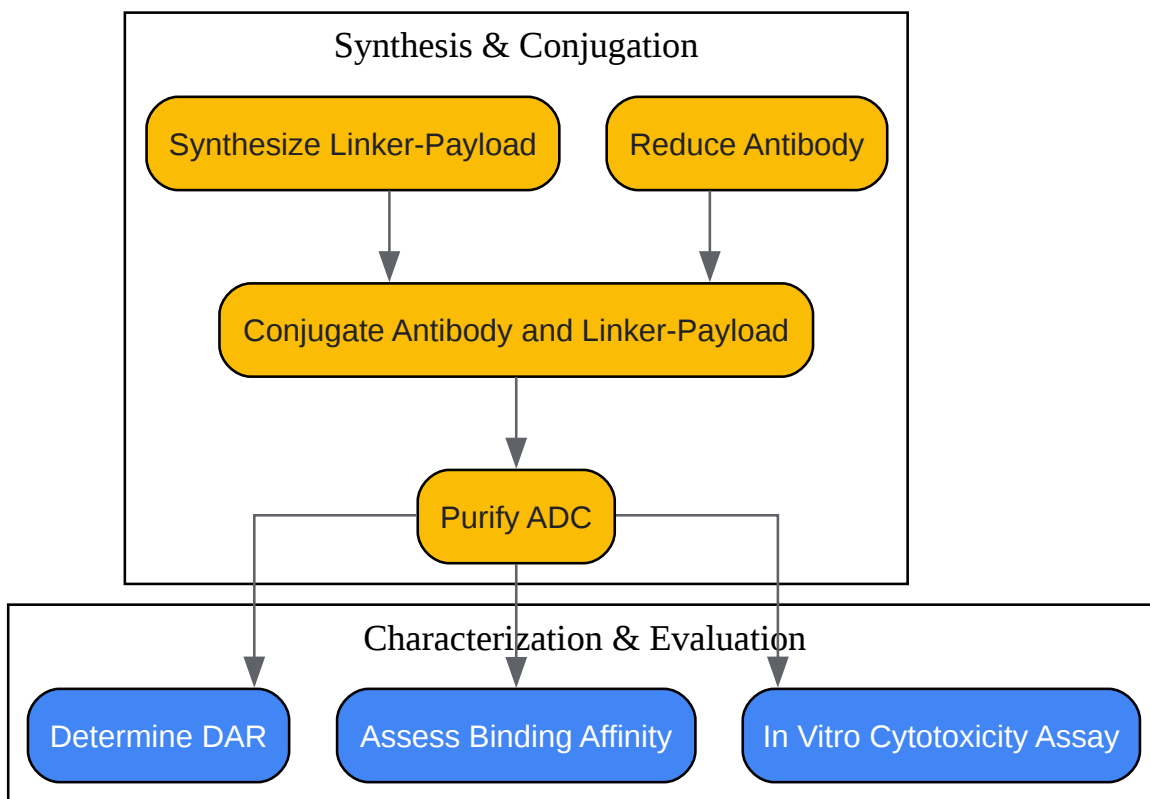 Synthesis & Conjugation
Synthesize Linker-Payload
Reduce Antibody
Conjugate Antibody and Linker-Payload
Purify ADC
Characterization & Evaluation
Determine DAR
Assess Binding Affinity
In Vitro Cytotoxicity Assay